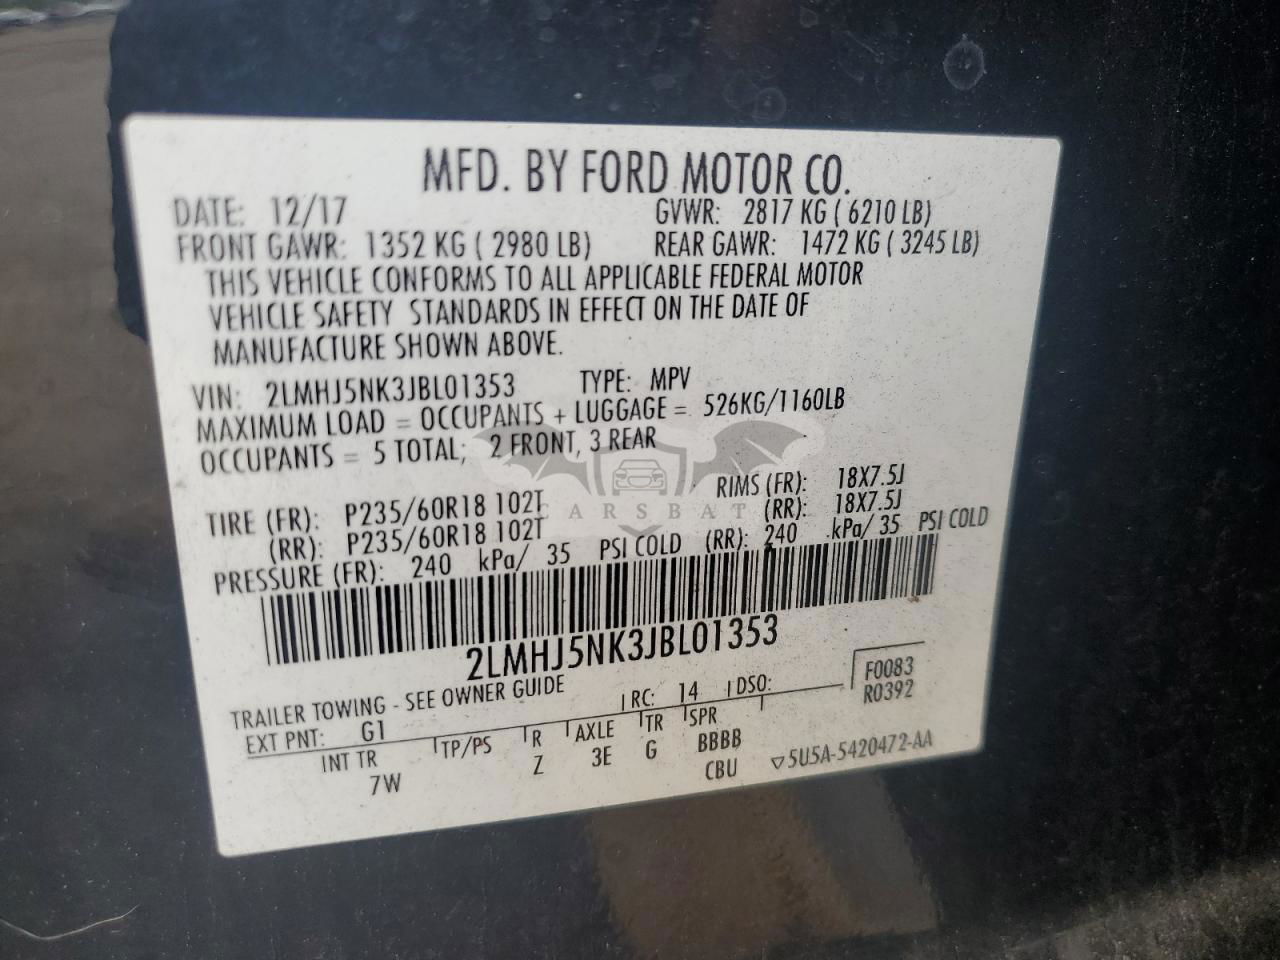 MFD. BY FORD MOTOR CO.
DATE: 12/17 GVWR: 2817 KG ( 6210 LB)
FRONT GAWR: 1352 KG ( 2980 LB) REAR GAWR: 1472 KG ( 3245 LB)
THIS VEHICLE CONFORMS TO ALL APPLICABLE FEDERAL MOTOR
VEHICLE SAFETY STANDARDS IN EFFECT ON THE DATE OF
MANUFACTURE SHOWN ABOVE.
VIN: 2LMHJ5NK3JBL01353 TYPE: MPV
MAXIMUM LOAD = OCCUPANTS + LUGGAGE = 526KG/1160LB
OCCUPANTS = 5 TOTAL; 2 FRONT, 3 REAR
TIRE (FR): P235/60R18 102T RIMS (FR): 18X7.5J
(RR): P235/60R18 102T (RR): 18X7.5J
PRESSURE (FR): 240 kPa/ 35 PSI COLD (RR): 240 kPa/ 35 PSI COLD
CARSBAT
2LMHJ5NK3JBL01353
TRAILER TOWING - SEE OWNER GUIDE
EXT PNT: G1 RC: 14 DSO: F0083
R0392
INT TR TP/PS R AXLE TR SPR
7W Z 3E G BBBB
CBU ▽5U5A-5420472-AA